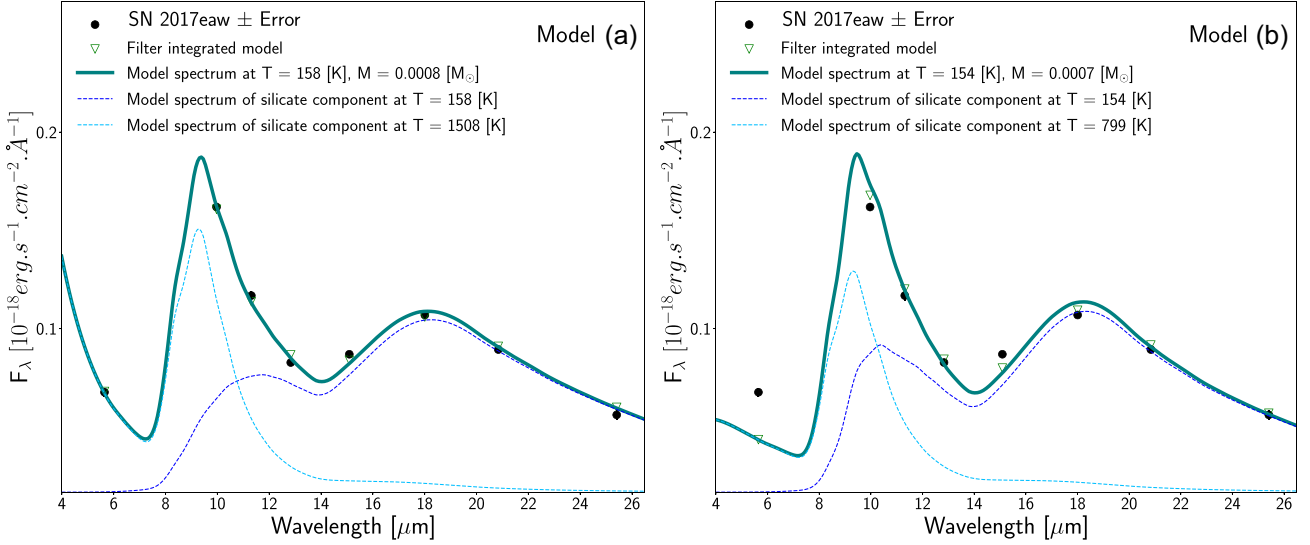 SN 2017eaw ± Error
Model (a)
Filter integrated model
Model spectrum at T = 158 [K], M = 0.0008 [M⊙]
Model spectrum of silicate component at T = 158 [K]
Model spectrum of silicate component at T = 1508 [K]
0.2
0.1
F_λ [10^{-18}erg.s^{-1}.cm^{-2}.Å^{-1}]
4 6 8 10 12 14 16 18 20 22 24 26
Wavelength [μm]
SN 2017eaw ± Error
Model (b)
Filter integrated model
Model spectrum at T = 154 [K], M = 0.0007 [M⊙]
Model spectrum of silicate component at T = 154 [K]
Model spectrum of silicate component at T = 799 [K]
0.2
0.1
F_λ [10^{-18}erg.s^{-1}.cm^{-2}.Å^{-1}]
4 6 8 10 12 14 16 18 20 22 24 26
Wavelength [μm]